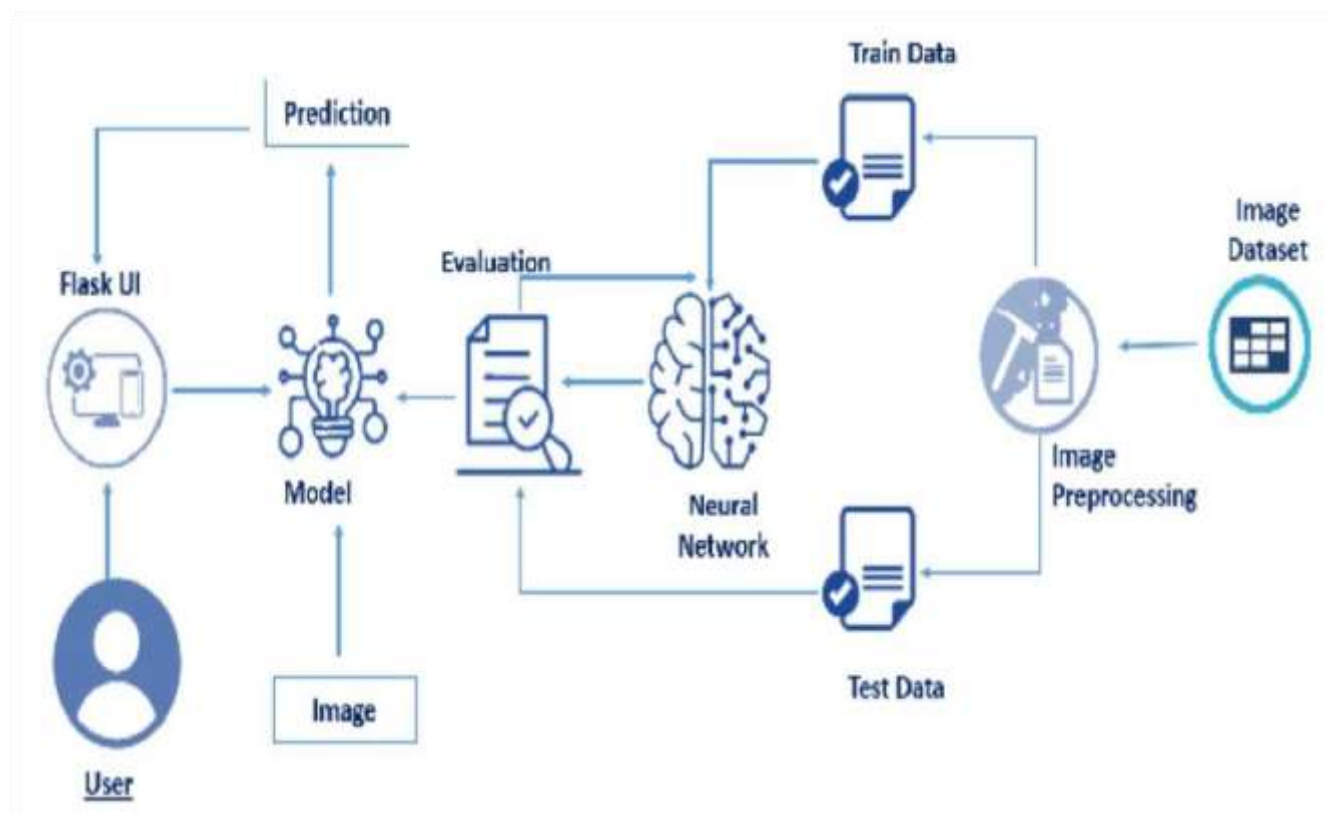 Train Data
Prediction
Image
Dataset
Evaluation
Flask UI
Image
Preprocessing
Model
Neural
Network
Test Data
Image
User